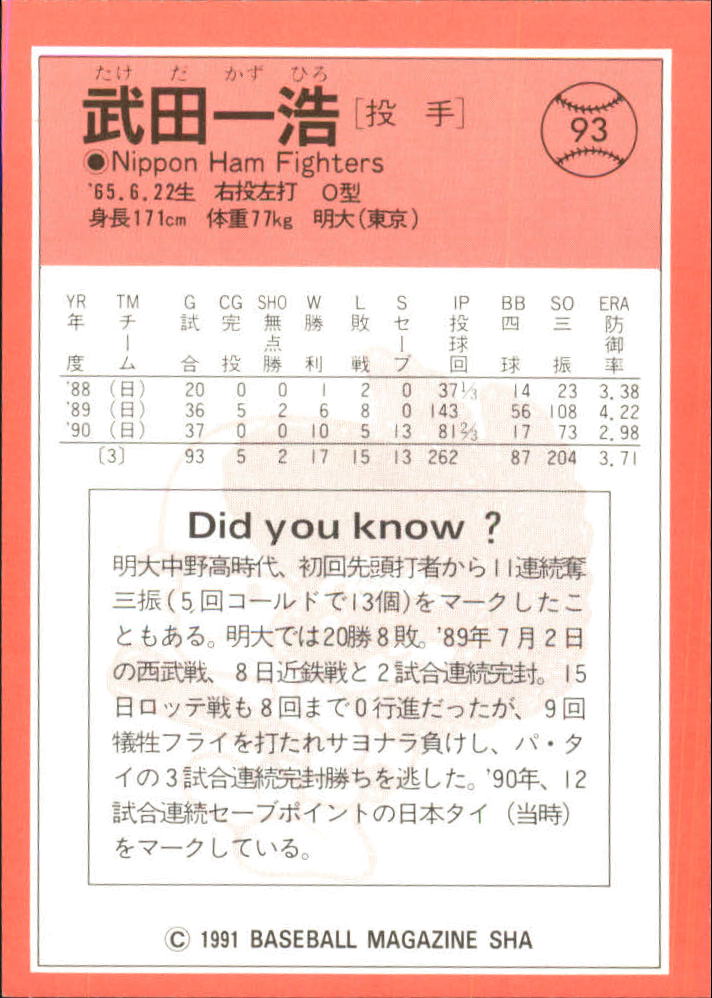 たけ だ かず ひろ
武田一浩 [投 手]
93
●Nippon Ham Fighters
'65.6.22生 右投左打 O型
身長171cm 体重77kg 明大(東京)
YR TM G CG SHO W L S IP BB SO ERA
年度 チーム 試合 完投 無点勝 勝利 敗戦 セーブ 投球回 四球 三振 防御率
'88 (日) 20 0 0 1 2 0 37 1/3 14 23 3.38
'89 (日) 36 5 2 6 8 0 143 56 108 4.22
'90 (日) 37 0 0 10 5 13 81 2/3 17 73 2.98
〔3〕 93 5 2 17 15 13 262 87 204 3.71
Did you know ?
明大中野高時代、初回先頭打者から11連続奪
三振(5回コールドで13個)をマークしたこ
ともある。明大では20勝8敗。'89年7月2日
の西武戦、8日近鉄戦と2試合連続完封。15
日ロッテ戦も8回まで0行進だったが、9回
犠牲フライを打たれサヨナラ負けし、パ・タ
イの3試合連続完封勝ちを逃した。'90年、12
試合連続セーブポイントの日本タイ(当時)
をマークしている。
© 1991 BASEBALL MAGAZINE SHA